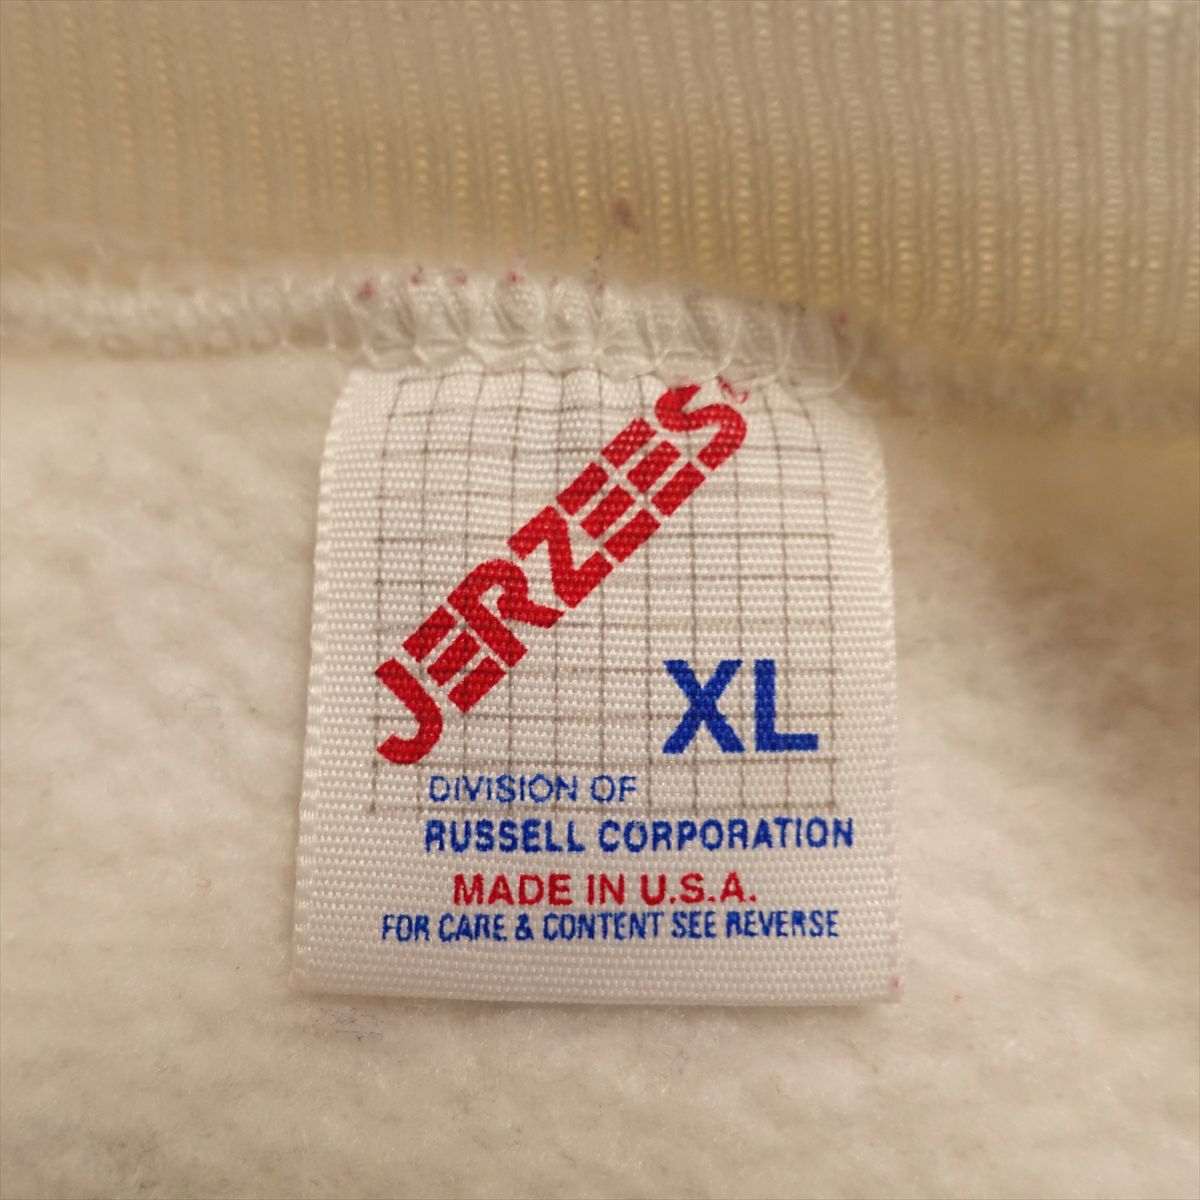 JERZEES®
XL
DIVISION OF
RUSSELL CORPORATION
MADE IN U.S.A.
FOR CARE & CONTENT SEE REVERSE